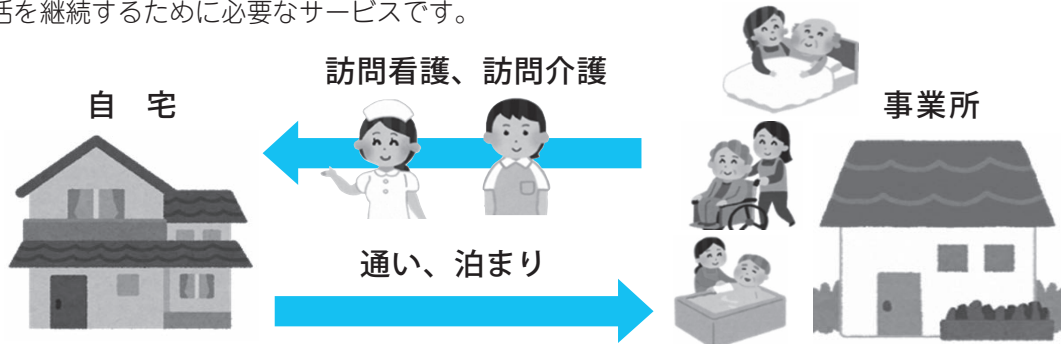 活を継続するために必要なサービスです。
訪問看護、訪問介護
自　宅
事業所
通い、泊まり